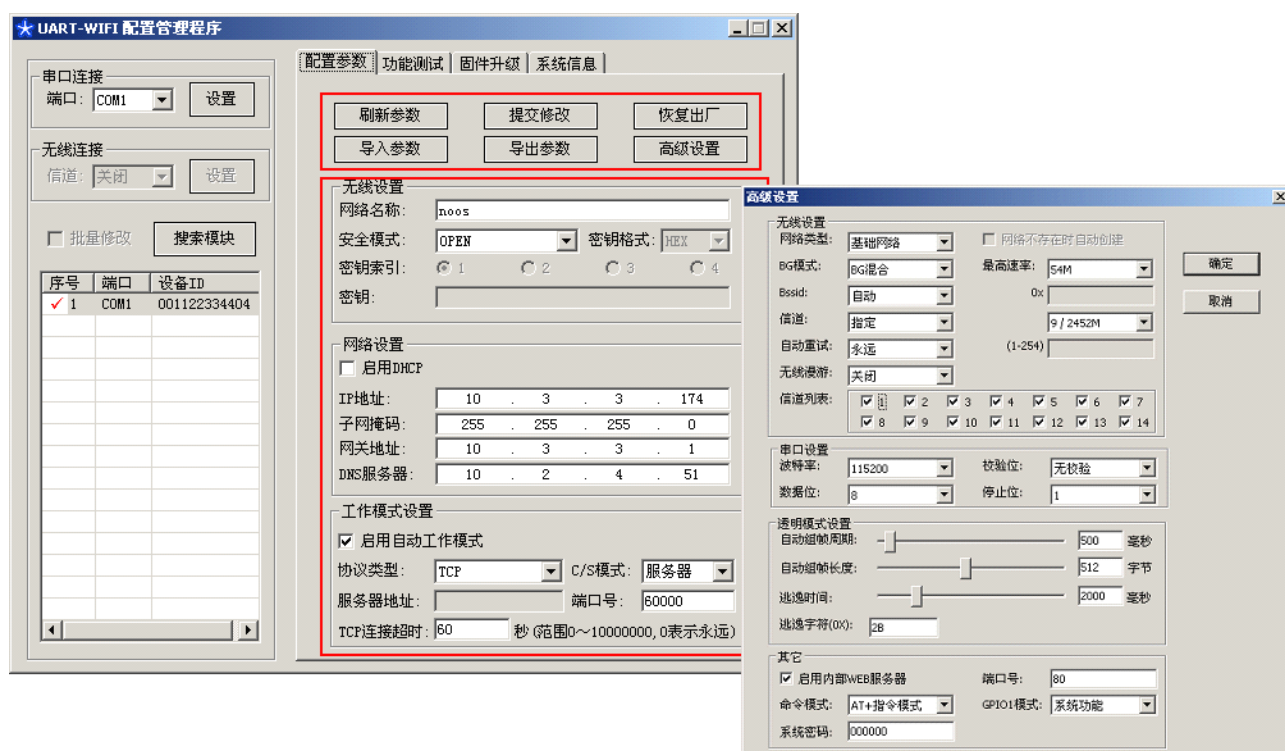 UART-WIFI 配置管理程序
串口连接
端口: COM1 设置
无线连接
信道: 关闭 设置
批量修改 搜索模块
序号 端口 设备ID
1 COM1 001122334404
配置参数 功能测试 固件升级 系统信息
刷新参数 提交修改 恢复出厂
导入参数 导出参数 高级设置
无线设置
网络名称: noos
安全模式: OPEN 密钥格式: HEX
密钥索引: 1 2 3 4
密钥:
网络设置
启用DHCP
IP地址: 10 . 3 . 3 . 174
子网掩码: 255 . 255 . 255 . 0
网关地址: 10 . 3 . 3 . 1
DNS服务器: 10 . 2 . 4 . 51
工作模式设置
启用自动工作模式
协议类型: TCP C/S模式: 服务器
服务器地址: 端口号: 60000
TCP连接超时: 60 秒(范围0~10000000,0表示永远)
高级设置
无线设置
网络类型: 基础网络 网络不存在时自动创建
BG模式: BG混合 最高速率: 54M
Bssid: 自动 0x
信道: 指定 9 / 2452M
自动重试: 永远 (1-254)
无线漫游: 关闭
信道列表: 1 2 3 4 5 6 7
8 9 10 11 12 13 14
确定
取消
串口设置
波特率: 115200 校验位: 无校验
数据位: 8 停止位: 1
透明模式设置
自动组帧周期: 500 毫秒
自动组帧长度: 512 字节
逃逸时间: 2000 毫秒
逃逸字符(0X): 2B
其它
启用内部WEB服务器 端口号: 80
命令模式: AT+指令模式 GPIO1模式: 系统功能
系统密码: 000000